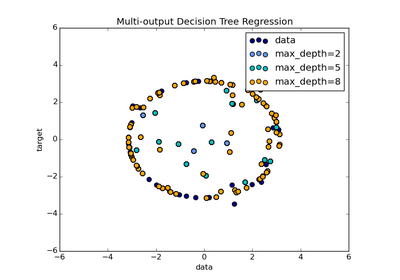 Multi-output Decision Tree Regression
data
max_depth=2
max_depth=5
max_depth=8
6
4
2
0
−2
−4
−6
target
−6 −4 −2 0 2 4 6
data